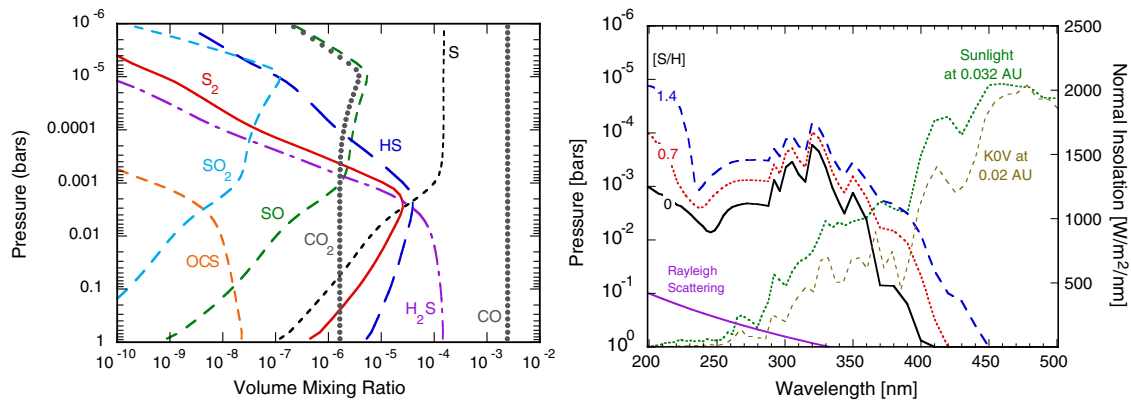 10⁻⁶
10⁻⁵
0.0001
0.001
0.01
0.1
1
Pressure (bars)
10⁻¹⁰
10⁻⁹
10⁻⁸
10⁻⁷
10⁻⁶
10⁻⁵
10⁻⁴
10⁻³
10⁻²
Volume Mixing Ratio
S
S₂
HS
SO₂
SO
CO₂
OCS
H₂S
CO
10⁻⁶
10⁻⁵
10⁻⁴
10⁻³
10⁻²
10⁻¹
10⁰
Pressure [bars]
[S/H]
1.4
0.7
0
Rayleigh
Scattering
Sunlight
at 0.032 AU
K0V at
0.02 AU
200
250
300
350
400
450
500
Wavelength [nm]
2500
2000
1500
1000
500
Normal Insolation [W/m²/nm]